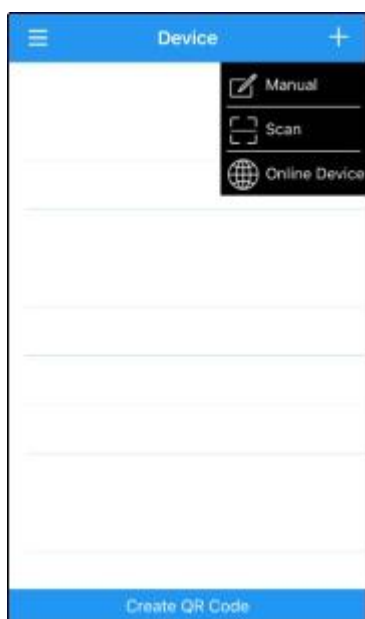 Device
Manual
Scan
Online Device
Create QR Code